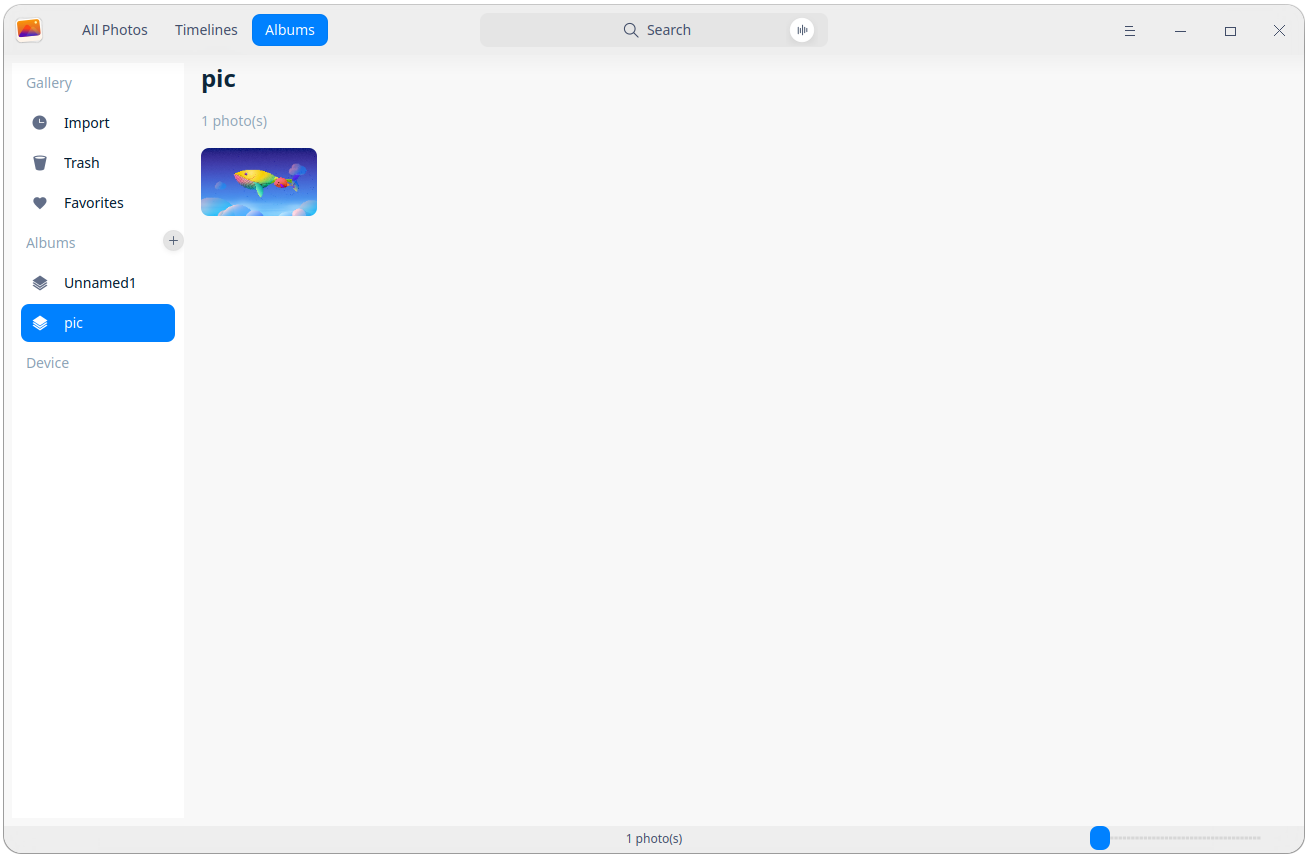 All Photos Timelines Albums Search
Gallery
Import
Trash
Favorites
Albums
Unnamed1
pic
Device
pic
1 photo(s)
1 photo(s)